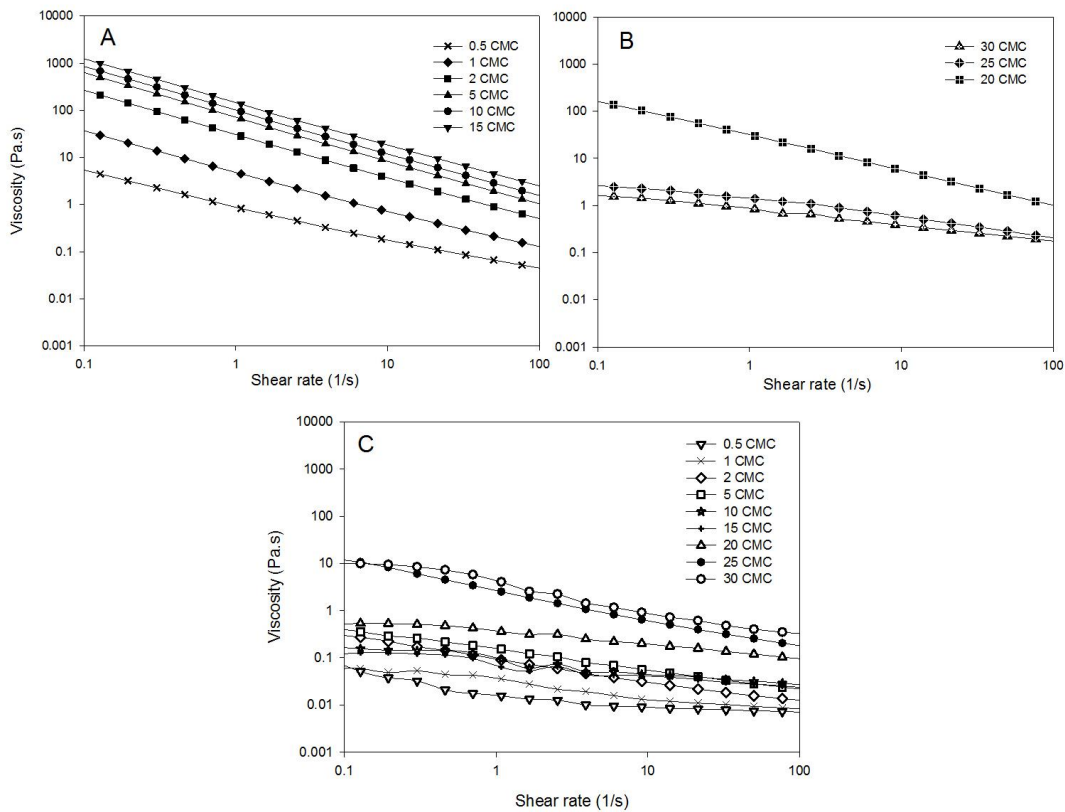 A
0.5 CMC
1 CMC
2 CMC
5 CMC
10 CMC
15 CMC
10000
1000
100
10
1
0.1
0.01
0.001
Viscosity (Pa.s)
0.1 1 10 100
Shear rate (1/s)
B
30 CMC
25 CMC
20 CMC
10000
1000
100
10
1
0.1
0.01
0.001
0.1 1 10 100
Shear rate (1/s)
C
0.5 CMC
1 CMC
2 CMC
5 CMC
10 CMC
15 CMC
20 CMC
25 CMC
30 CMC
10000
1000
100
10
1
0.1
0.01
0.001
Viscosity (Pa.s)
0.1 1 10 100
Shear rate (1/s)